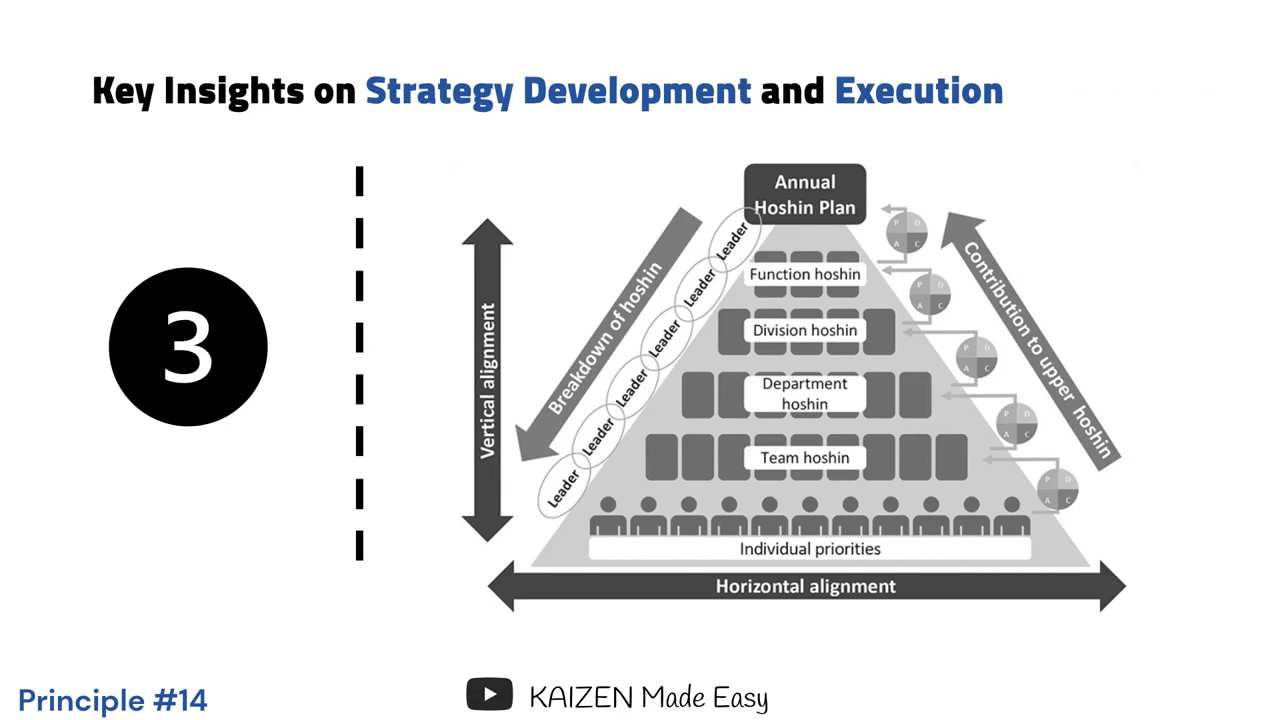 Key Insights on Strategy Development and Execution
3
Annual
Hoshin Plan
Function hoshin
Division hoshin
Department
hoshin
Team hoshin
Individual priorities
Horizontal alignment
Vertical alignment
Breakdown of hoshin
Leader
Leader
Leader
Leader
Leader
Leader
Contribution to upper hoshin
P D
A C
P D
A C
P D
A C
P D
A C
P D
A C
Principle #14
KAIZEN Made Easy